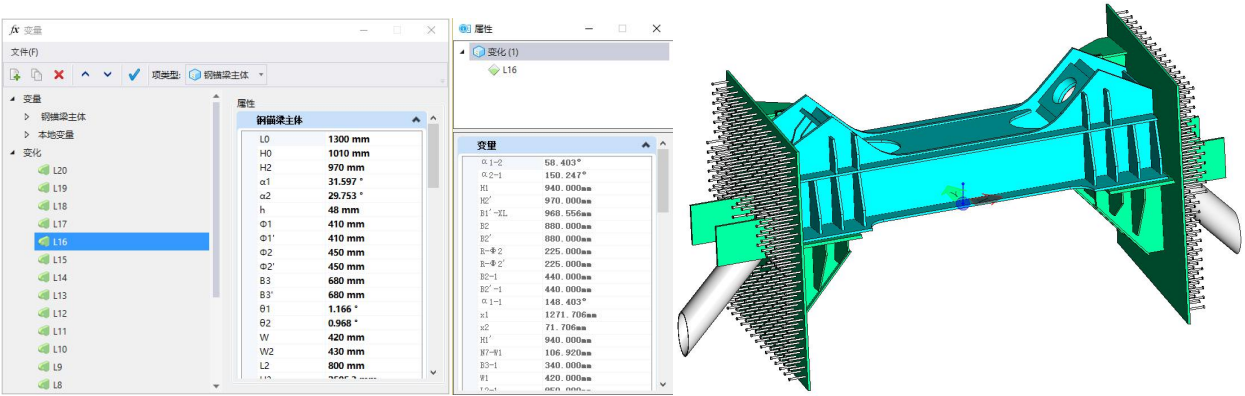 fx 变量
文件(F)
项类型: 钢锚梁主体
变量
钢锚梁主体
本地变量
变化
L20
L19
L18
L17
L16
L15
L14
L13
L12
L11
L10
L9
L8
属性
钢锚梁主体
L0 1300 mm
H0 1010 mm
H2 970 mm
α1 31.597 °
α2 29.753 °
h 48 mm
Φ1 410 mm
Φ1' 410 mm
Φ2 450 mm
Φ2' 450 mm
B3 680 mm
B3' 680 mm
θ1 1.166 °
θ2 0.968 °
W 420 mm
W2 430 mm
L2 800 mm
属性
变化 (1)
L16
变量
α1-2 58.403°
α2-1 150.247°
H1 940.000mm
H2' 970.000mm
B1'-XL 968.556mm
B2 880.000mm
B2' 880.000mm
R-Φ2 225.000mm
R-Φ2' 225.000mm
B2-1 440.000mm
B2'-1 440.000mm
α1-1 148.403°
x1 1271.706mm
x2 71.706mm
H1' 940.000mm
N7-W1 106.920mm
B3-1 340.000mm
W1 420.000mm